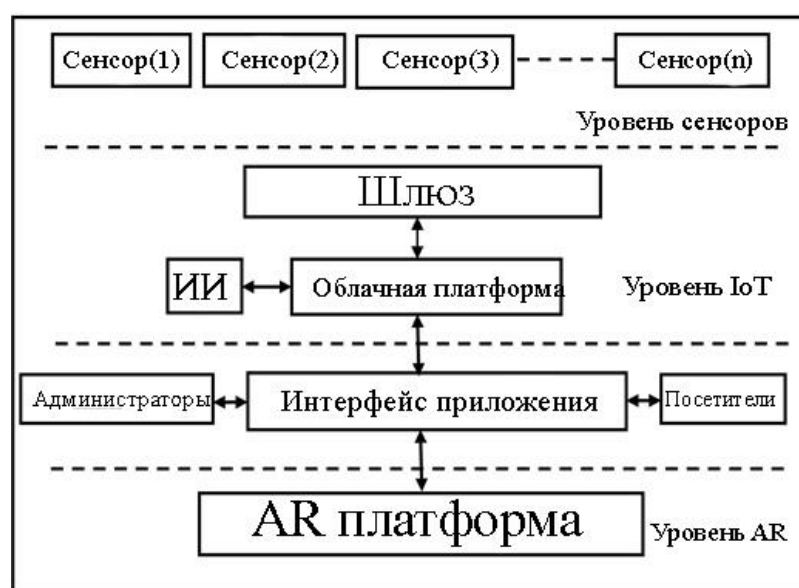 Сенсор(1) Сенсор(2) Сенсор(3) Сенсор(n)
Уровень сенсоров
Шлюз
ИИ Облачная платформа Уровень IoT
Администраторы Интерфейс приложения Посетители
AR платформа Уровень AR